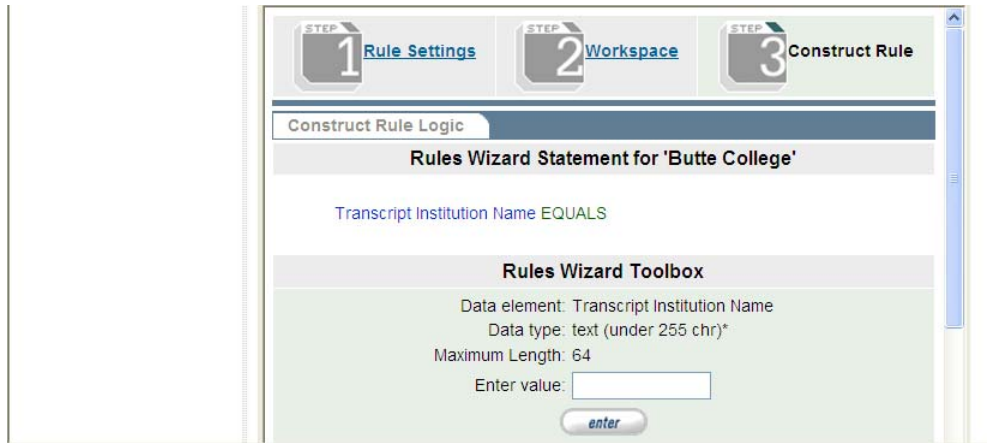 STEP 1 Rule Settings STEP 2 Workspace STEP 3 Construct Rule
Construct Rule Logic
Rules Wizard Statement for 'Butte College'
Transcript Institution Name EQUALS
Rules Wizard Toolbox
Data element: Transcript Institution Name
Data type: text (under 255 chr)*
Maximum Length: 64
Enter value:
enter